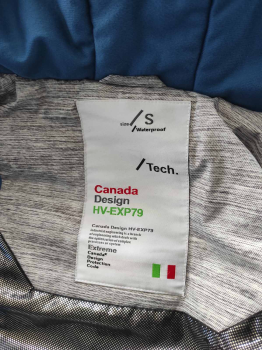 size/S
Waterproof
/Tech.
Canada
Design
HV-EXP79
Canada Design HV-EXP79
Extreme
Canada®
Design
Protection
Code.